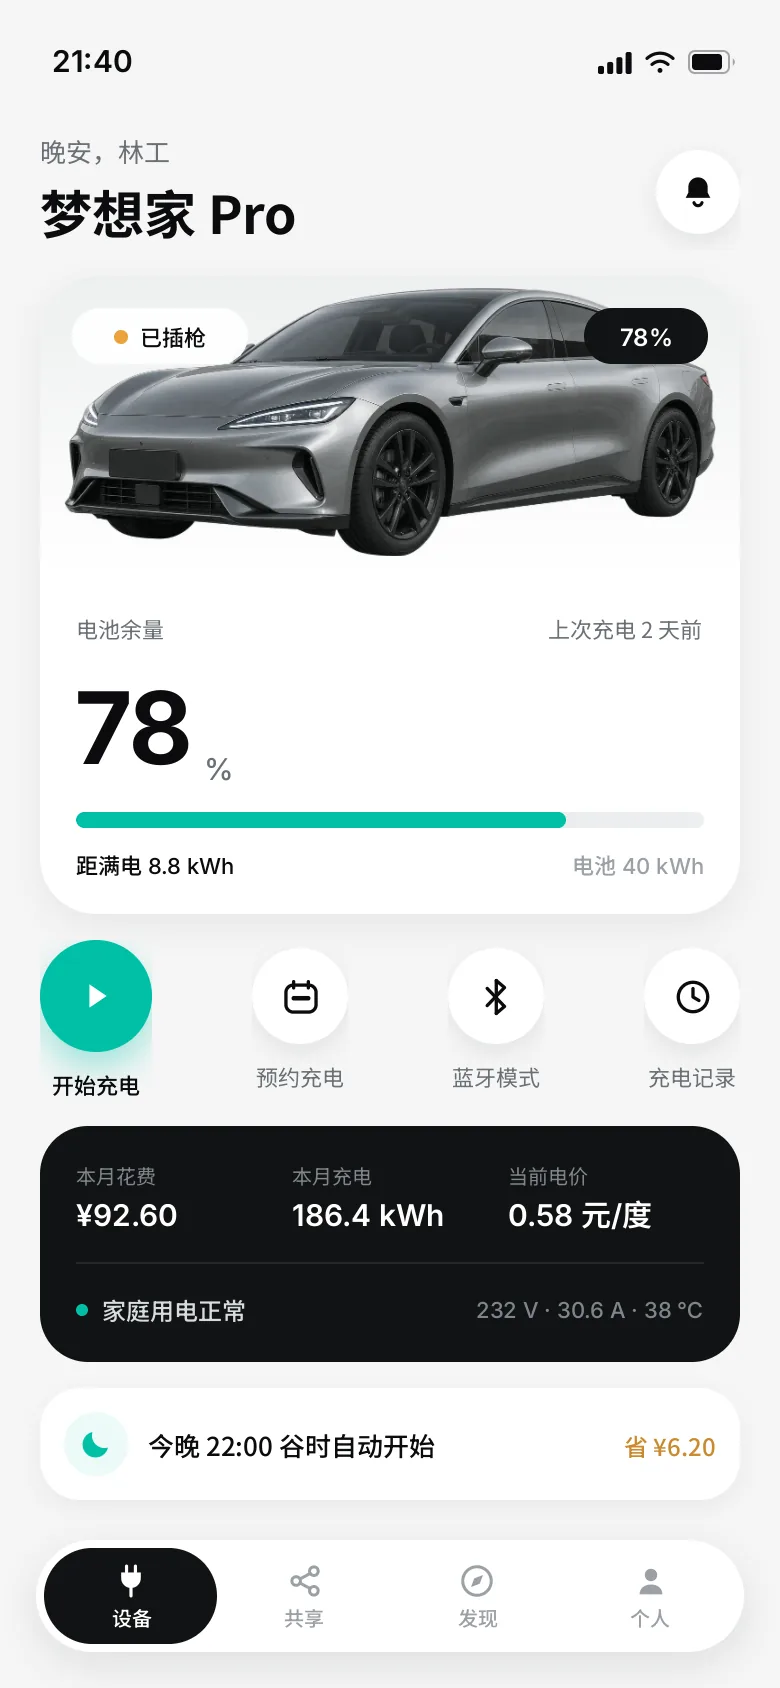 21:40
晚安，林工
梦想家 Pro
已插枪
78%
电池余量
上次充电 2 天前
78 %
距满电 8.8 kWh
电池 40 kWh
开始充电
预约充电
蓝牙模式
充电记录
本月花费
本月充电
当前电价
¥92.60
186.4 kWh
0.58 元/度
家庭用电正常
232 V · 30.6 A · 38 °C
今晚 22:00 谷时自动开始
省 ¥6.20
设备
共享
发现
个人